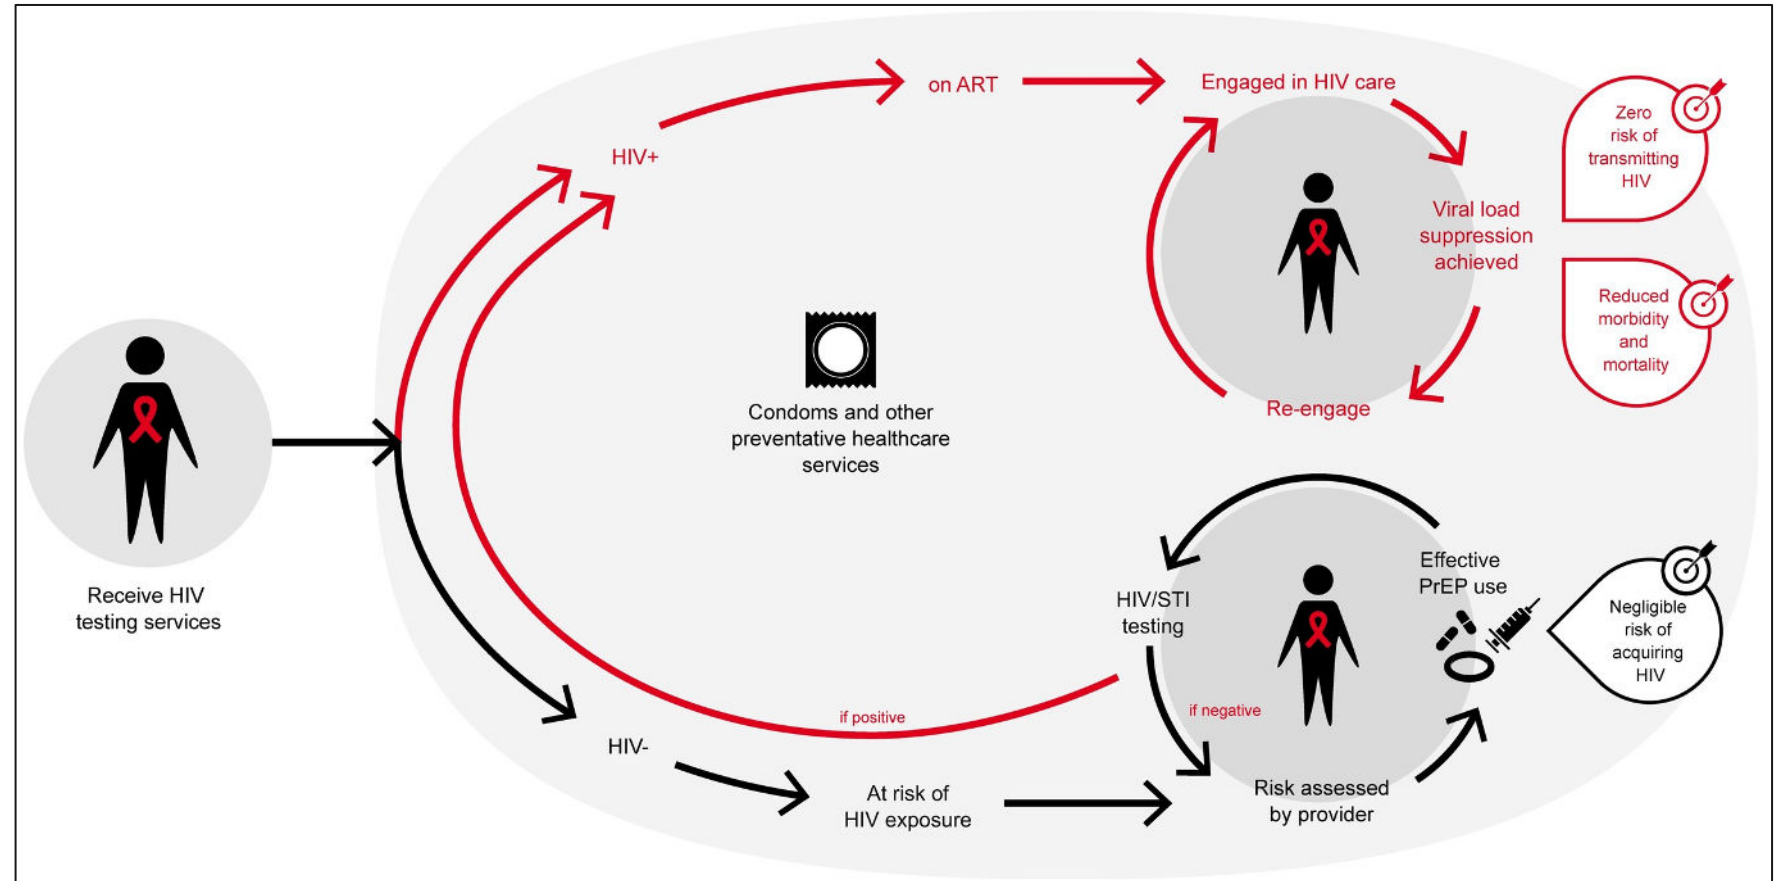 Receive HIV
testing services
HIV+
on ART
Engaged in HIV care
Viral load
suppression
achieved
Re-engage
Zero
risk of
transmitting
HIV
Reduced
morbidity
and
mortality
Condoms and other
preventative healthcare
services
HIV-
At risk of
HIV exposure
Risk assessed
by provider
Effective
PrEP use
HIV/STI
testing
if positive
if negative
Negligible
risk of
acquiring
HIV